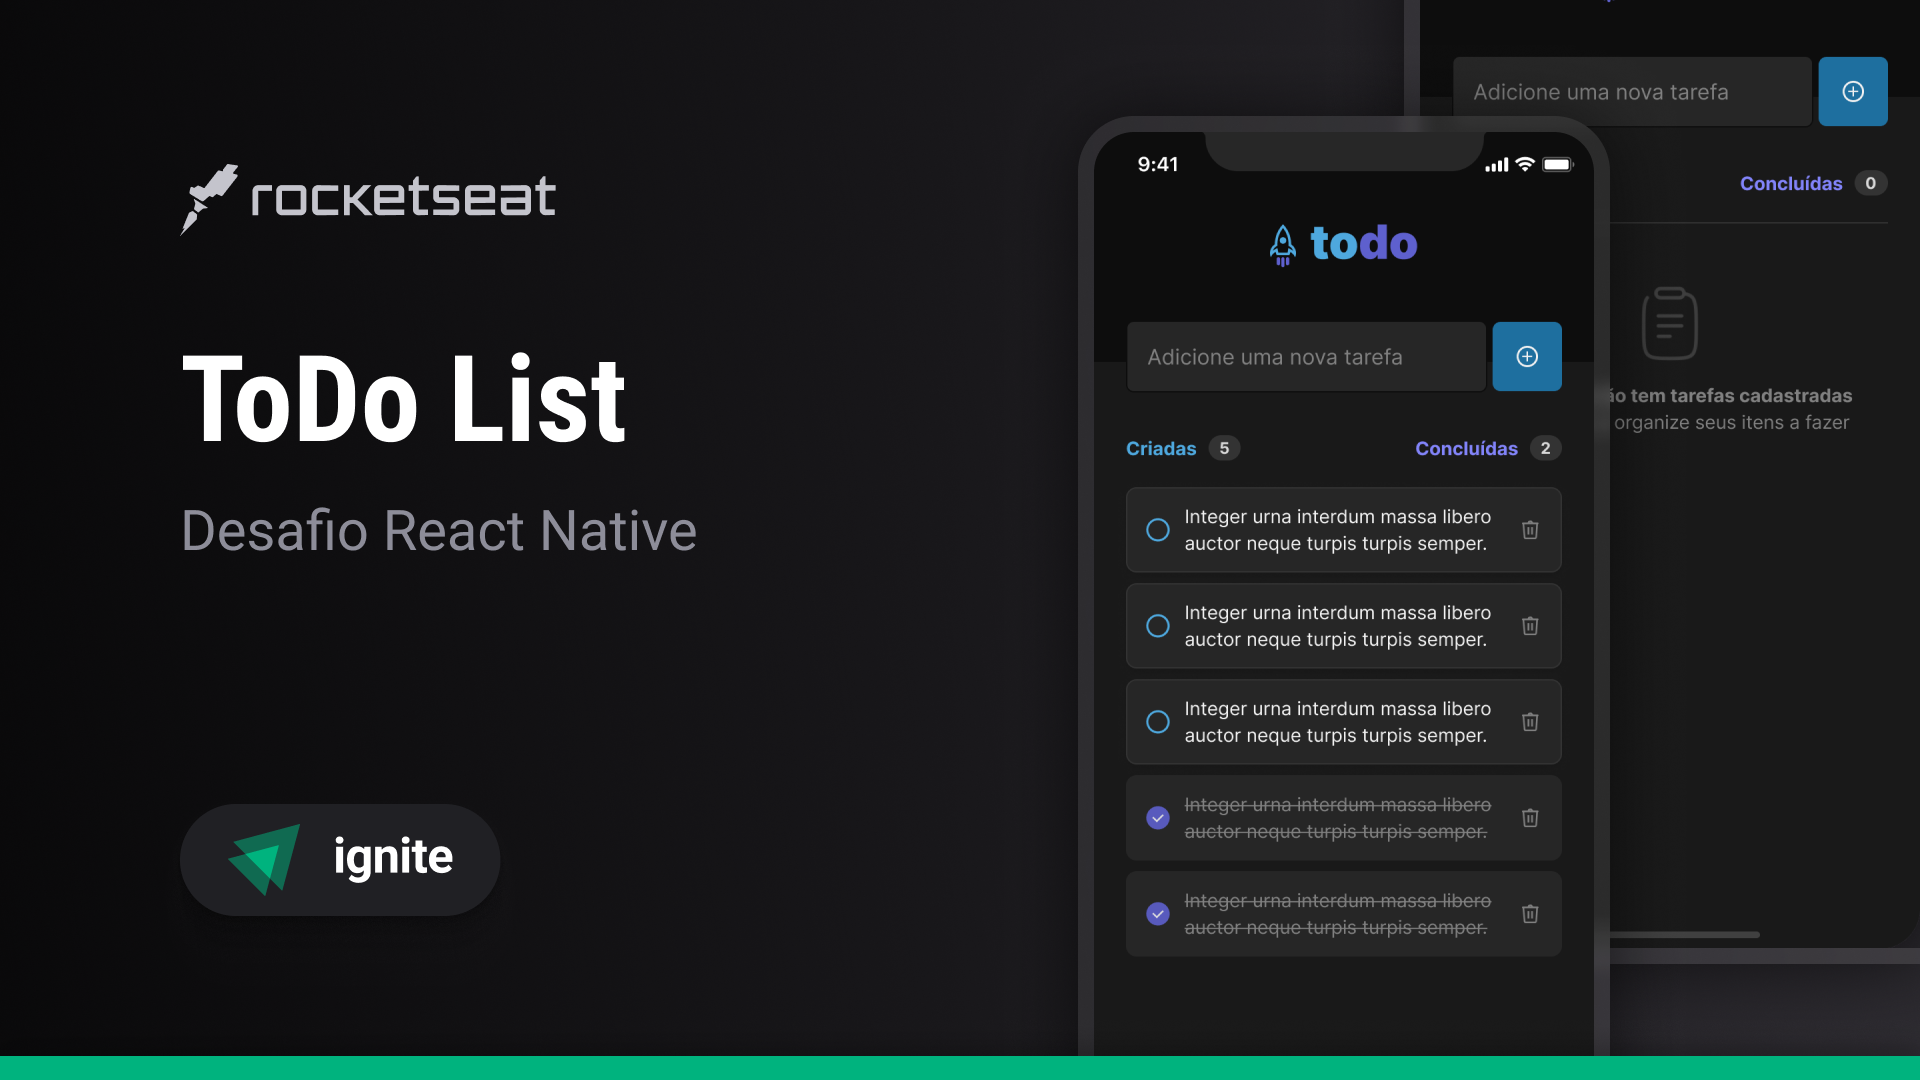 rocketseat
ToDo List
Desafio React Native
ignite
9:41
todo
Adicione uma nova tarefa
Criadas 5
Concluídas 2
Integer urna interdum massa libero
auctor neque turpis turpis semper.
Integer urna interdum massa libero
auctor neque turpis turpis semper.
Integer urna interdum massa libero
auctor neque turpis turpis semper.
Integer urna interdum massa libero
auctor neque turpis turpis semper.
Integer urna interdum massa libero
auctor neque turpis turpis semper.
Adicione uma nova tarefa
Concluídas 0
tem tarefas cadastradas
organize seus itens a fazer